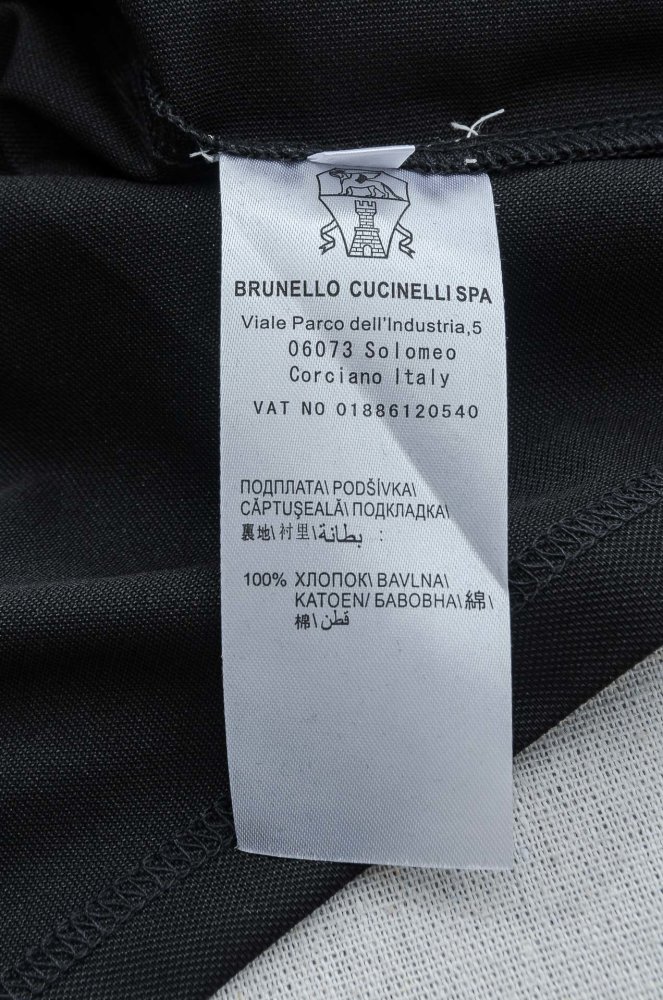 BRUNELLO CUCINELLI SPA
Viale Parco dell'Industria,5
06073 Solomeo
Corciano Italy
VAT NO 01886120540
ПОДПЛАТА\ PODŠÍVKA\
CĂPTUŞEALĂ\ ПОДКЛАДКА\
裏地\ 衬里\ بطانة :
100% ХЛОПОК\ BAVLNA\
KATOEN/ БАВОВНА\ 綿\
棉\ قطن